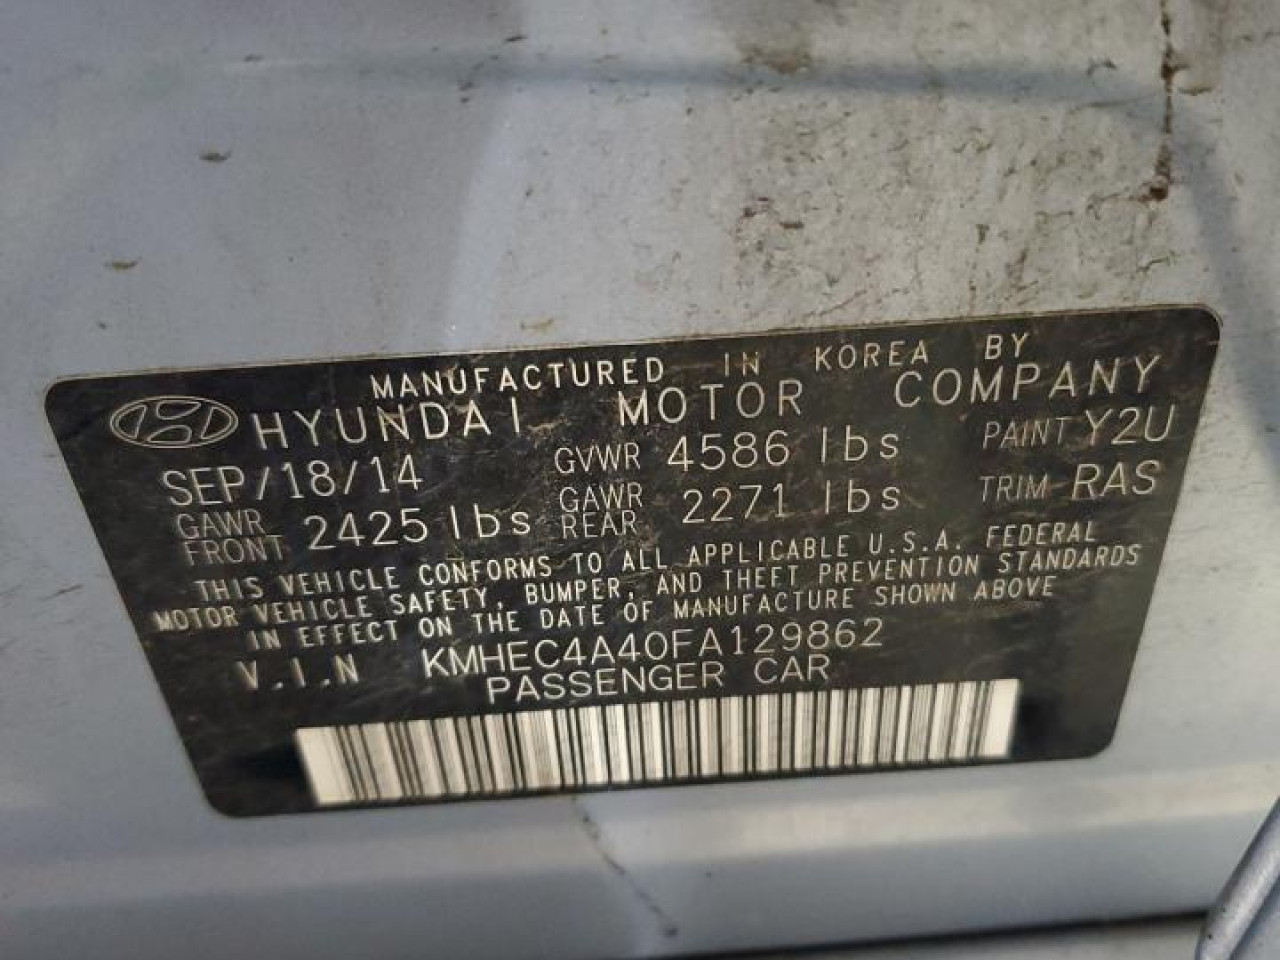 MANUFACTURED IN KOREA BY
HYUNDAI MOTOR COMPANY
SEP/18/14 GVWR 4586 lbs PAINT Y2U
GAWR FRONT 2425 lbs GAWR REAR 2271 lbs TRIM RAS
THIS VEHICLE CONFORMS TO ALL APPLICABLE U.S.A. FEDERAL
MOTOR VEHICLE SAFETY, BUMPER, AND THEFT PREVENTION STANDARDS
IN EFFECT ON THE DATE OF MANUFACTURE SHOWN ABOVE
V.I.N KMHEC4A40FA129862
PASSENGER CAR